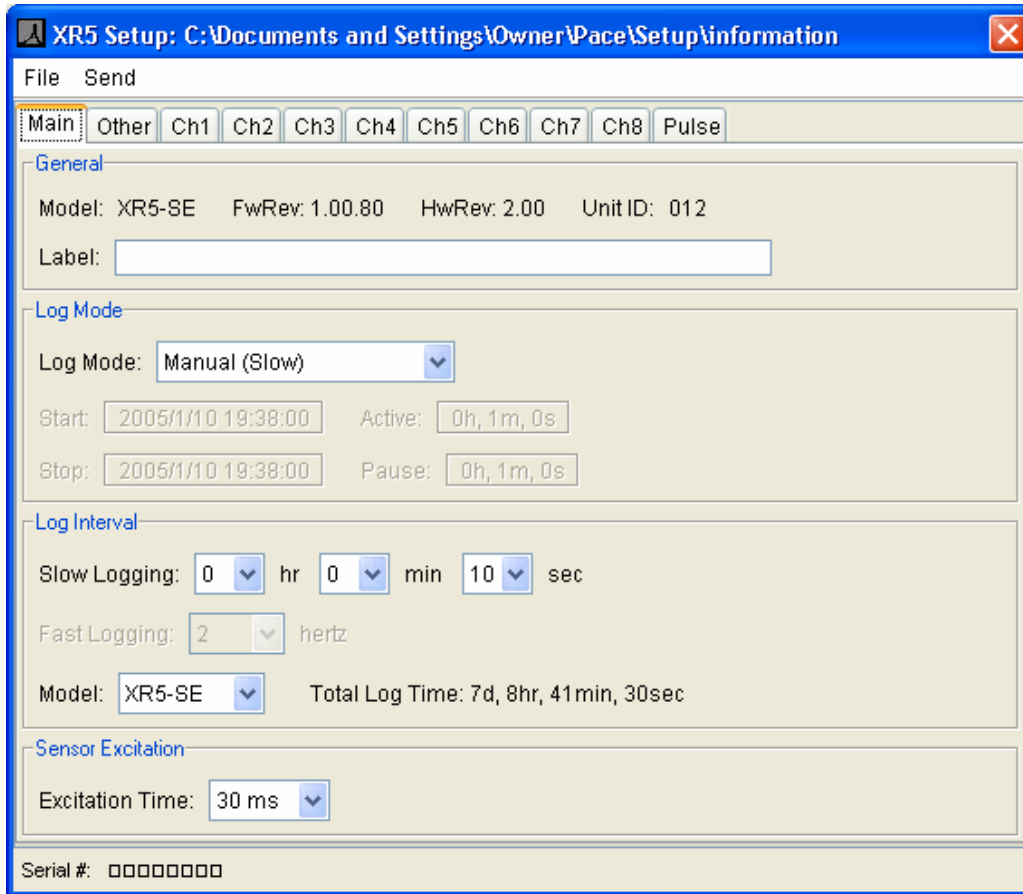 XR5 Setup: C:\Documents and Settings\Owner\Pace\Setup\information
File Send
Main Other Ch1 Ch2 Ch3 Ch4 Ch5 Ch6 Ch7 Ch8 Pulse
General
Model: XR5-SE FwRev: 1.00.80 HwRev: 2.00 Unit ID: 012
Label:
Log Mode
Log Mode: Manual (Slow)
Start: 2005/1/10 19:38:00 Active: 0h, 1m, 0s
Stop: 2005/1/10 19:38:00 Pause: 0h, 1m, 0s
Log Interval
Slow Logging: 0 hr 0 min 10 sec
Fast Logging: 2 hertz
Model: XR5-SE Total Log Time: 7d, 8hr, 41min, 30sec
Sensor Excitation
Excitation Time: 30 ms
Serial #: □□□□□□□□